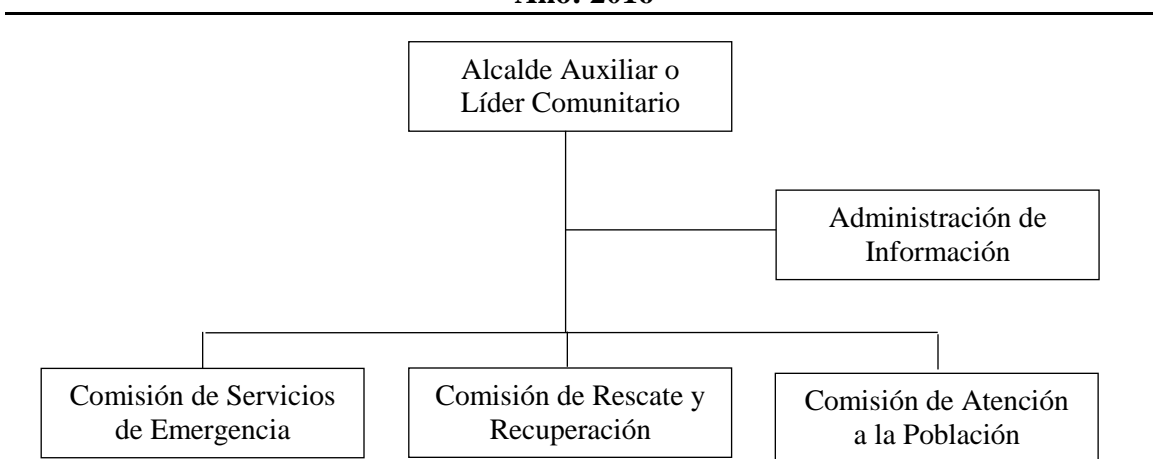 Alcalde Auxiliar o
Líder Comunitario
Administración de
Información
Comisión de Servicios
de Emergencia
Comisión de Rescate y
Recuperación
Comisión de Atención
a la Población